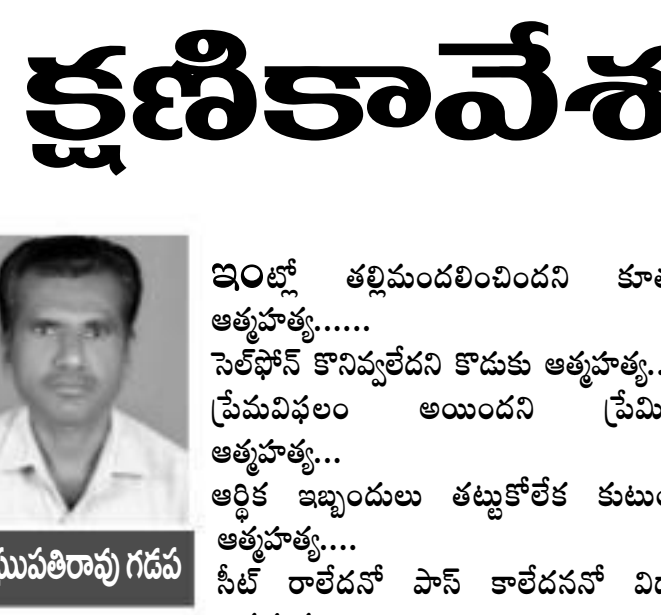 క్షణికావేశ
ఇంట్లో తల్లిమందలించిందని
ఆత్మహత్య......
సెల్‌ఫోన్ కొనివ్వలేదని కొడుకు ఆత్మహత్య..
ప్రేమవిఫలం అయిందని
ఆత్మహత్య...
ఆర్థిక ఇబ్బందులు తట్టుకోలేక
ఆత్మహత్య....
సీట్ రాలేదనో పాస్ కాలేదననో
ఘుపతిరావు గడప